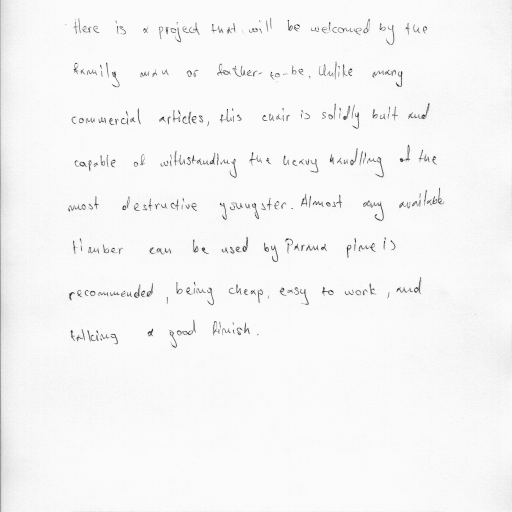 Here is a project that will be welcomed by the
family man or father-to-be. Unlike many
commercial articles, this chair is solidly buit and
capable of withstanding the heavy handling of the
most destructive youngster. Almost any available
timber can be used by Parana pine is
recommended, being cheap, easy to work, and
talking a good finish.